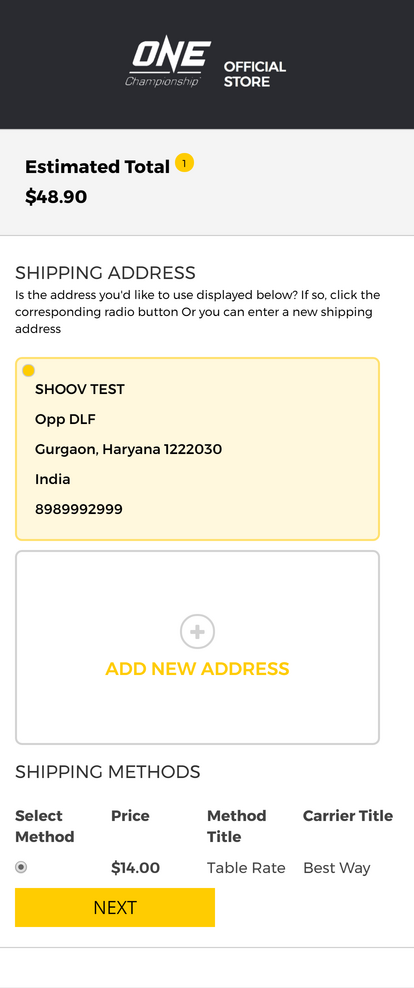 ONE
Championship
OFFICIAL
STORE
Estimated Total 1
$48.90
SHIPPING ADDRESS
Is the address you'd like to use displayed below? If so, click the
corresponding radio button Or you can enter a new shipping
address
SHOOV TEST
Opp DLF
Gurgaon, Haryana 1222030
India
8989992999
ADD NEW ADDRESS
SHIPPING METHODS
Select Method Price Method Title Carrier Title
$14.00 Table Rate Best Way
NEXT